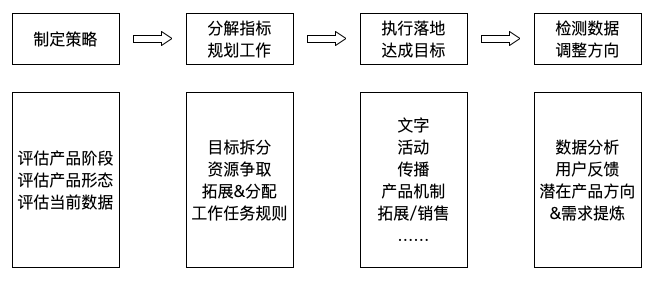 制定策略
分解指标
规划工作
执行落地
达成目标
检测数据
调整方向
评估产品阶段
评估产品形态
评估当前数据
目标拆分
资源争取
拓展&分配
工作任务规则
文字
活动
传播
产品机制
拓展/销售
……
数据分析
用户反馈
潜在产品方向
&需求提炼